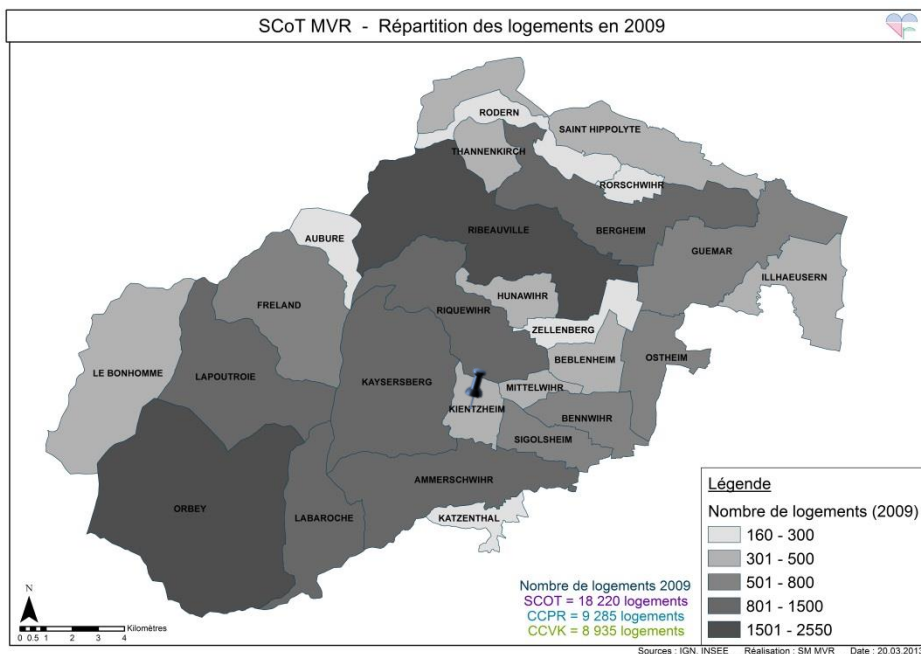 SCoT MVR - Répartition des logements en 2009
RODERN
SAINT HIPPOLYTE
THANNENKIRCH
RORSCHWIHR
AUBURE
RIBEAUVILLE
BERGHEIM
GUEMAR
ILLHAEUSERN
FRELAND
HUNAWIHR
RIQUEWIHR
ZELLENBERG
BEBLENHEIM
OSTHEIM
LE BONHOMME
LAPOUTROIE
KAYSERSBERG
MITTELWIHR
KIENTZHEIM
BENNWIHR
SIGOLSHEIM
AMMERSCHWIHR
ORBEY
LABAROCHE
KATZENTHAL
Légende
Nombre de logements (2009)
160 - 300
301 - 500
501 - 800
801 - 1500
1501 - 2550
Nombre de logements 2009
SCOT = 18 220 logements
CCPR = 9 285 logements
CCVK = 8 935 logements
N
Kilomètres
0 0.5 1 2 3 4
Sources : IGN, INSEE Réalisation : SM MVR Date : 20.03.2013